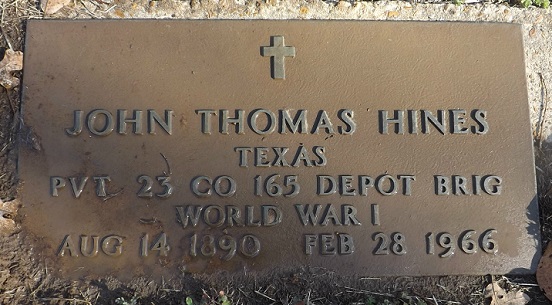 JOHN THOMAS HINES
TEXAS
PVT 23 CO 165 DEPOT BRIG
WORLD WAR I
AUG 14 1890 FEB 28 1966